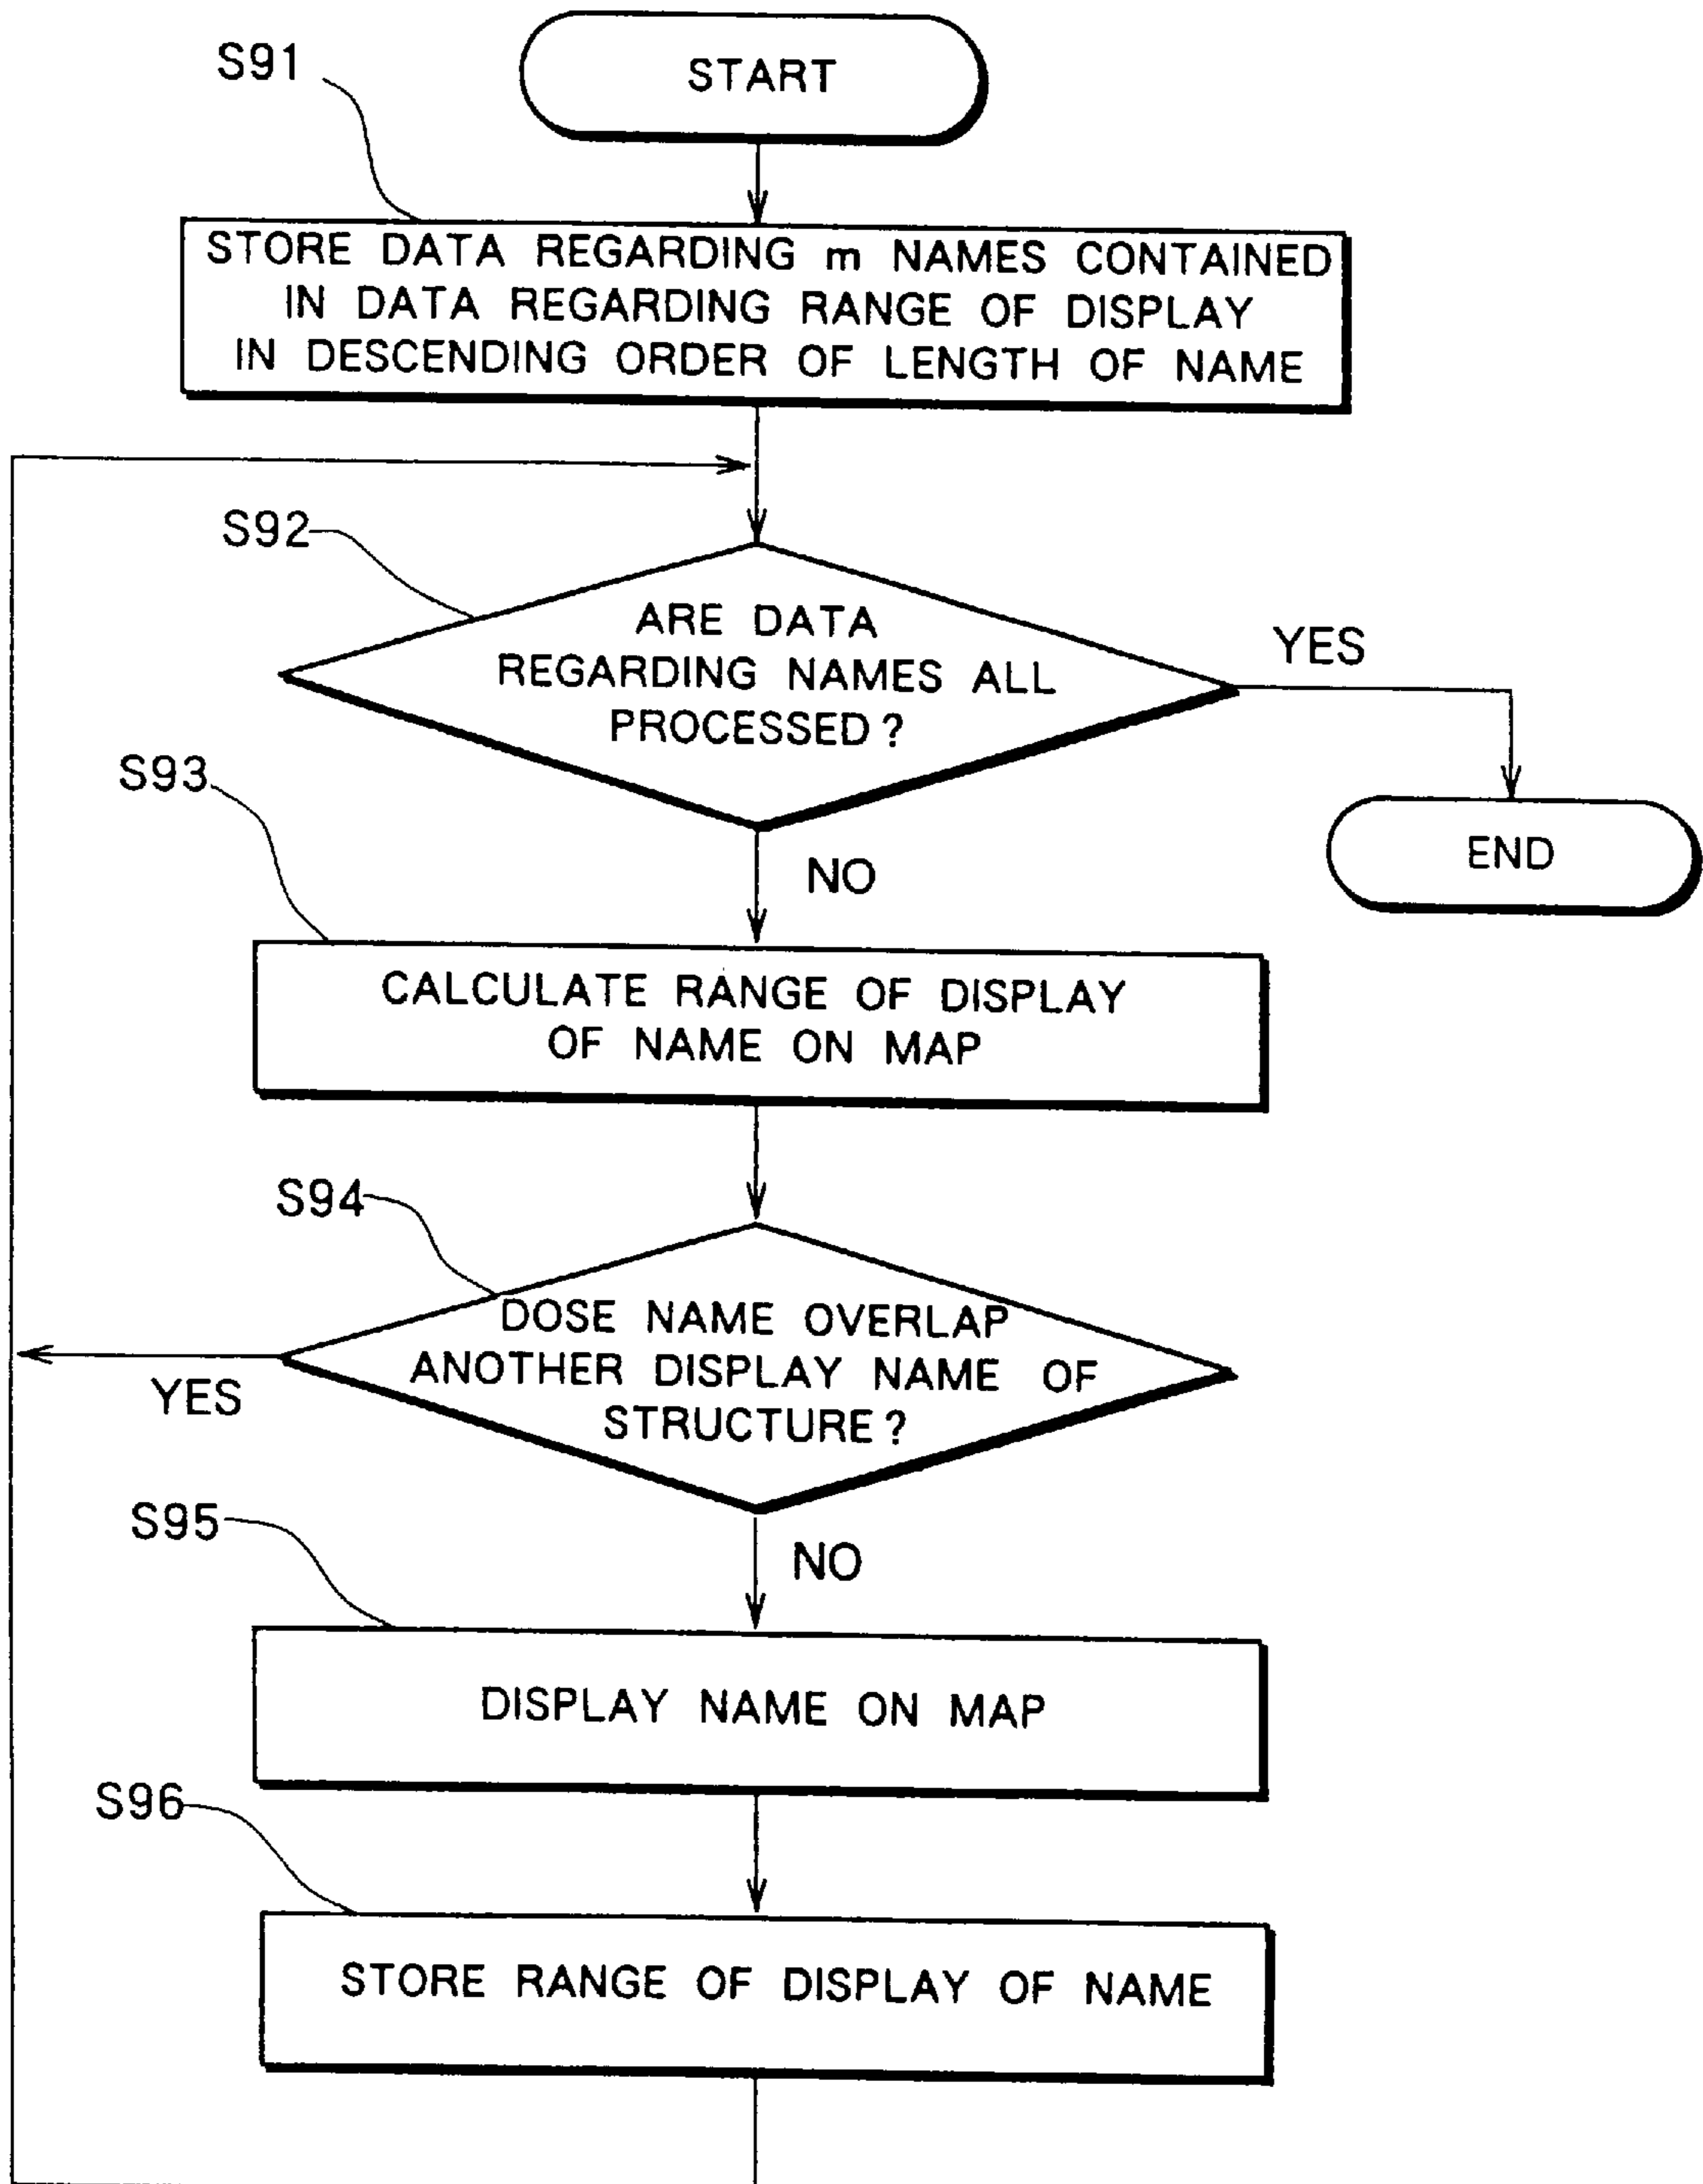 START
S91
STORE DATA REGARDING m NAMES CONTAINED
IN DATA REGARDING RANGE OF DISPLAY
IN DESCENDING ORDER OF LENGTH OF NAME
S92
ARE DATA
REGARDING NAMES ALL
PROCESSED?
YES
END
NO
S93
CALCULATE RANGE OF DISPLAY
OF NAME ON MAP
S94
DOSE NAME OVERLAP
ANOTHER DISPLAY NAME OF
STRUCTURE?
YES
NO
S95
DISPLAY NAME ON MAP
S96
STORE RANGE OF DISPLAY OF NAME